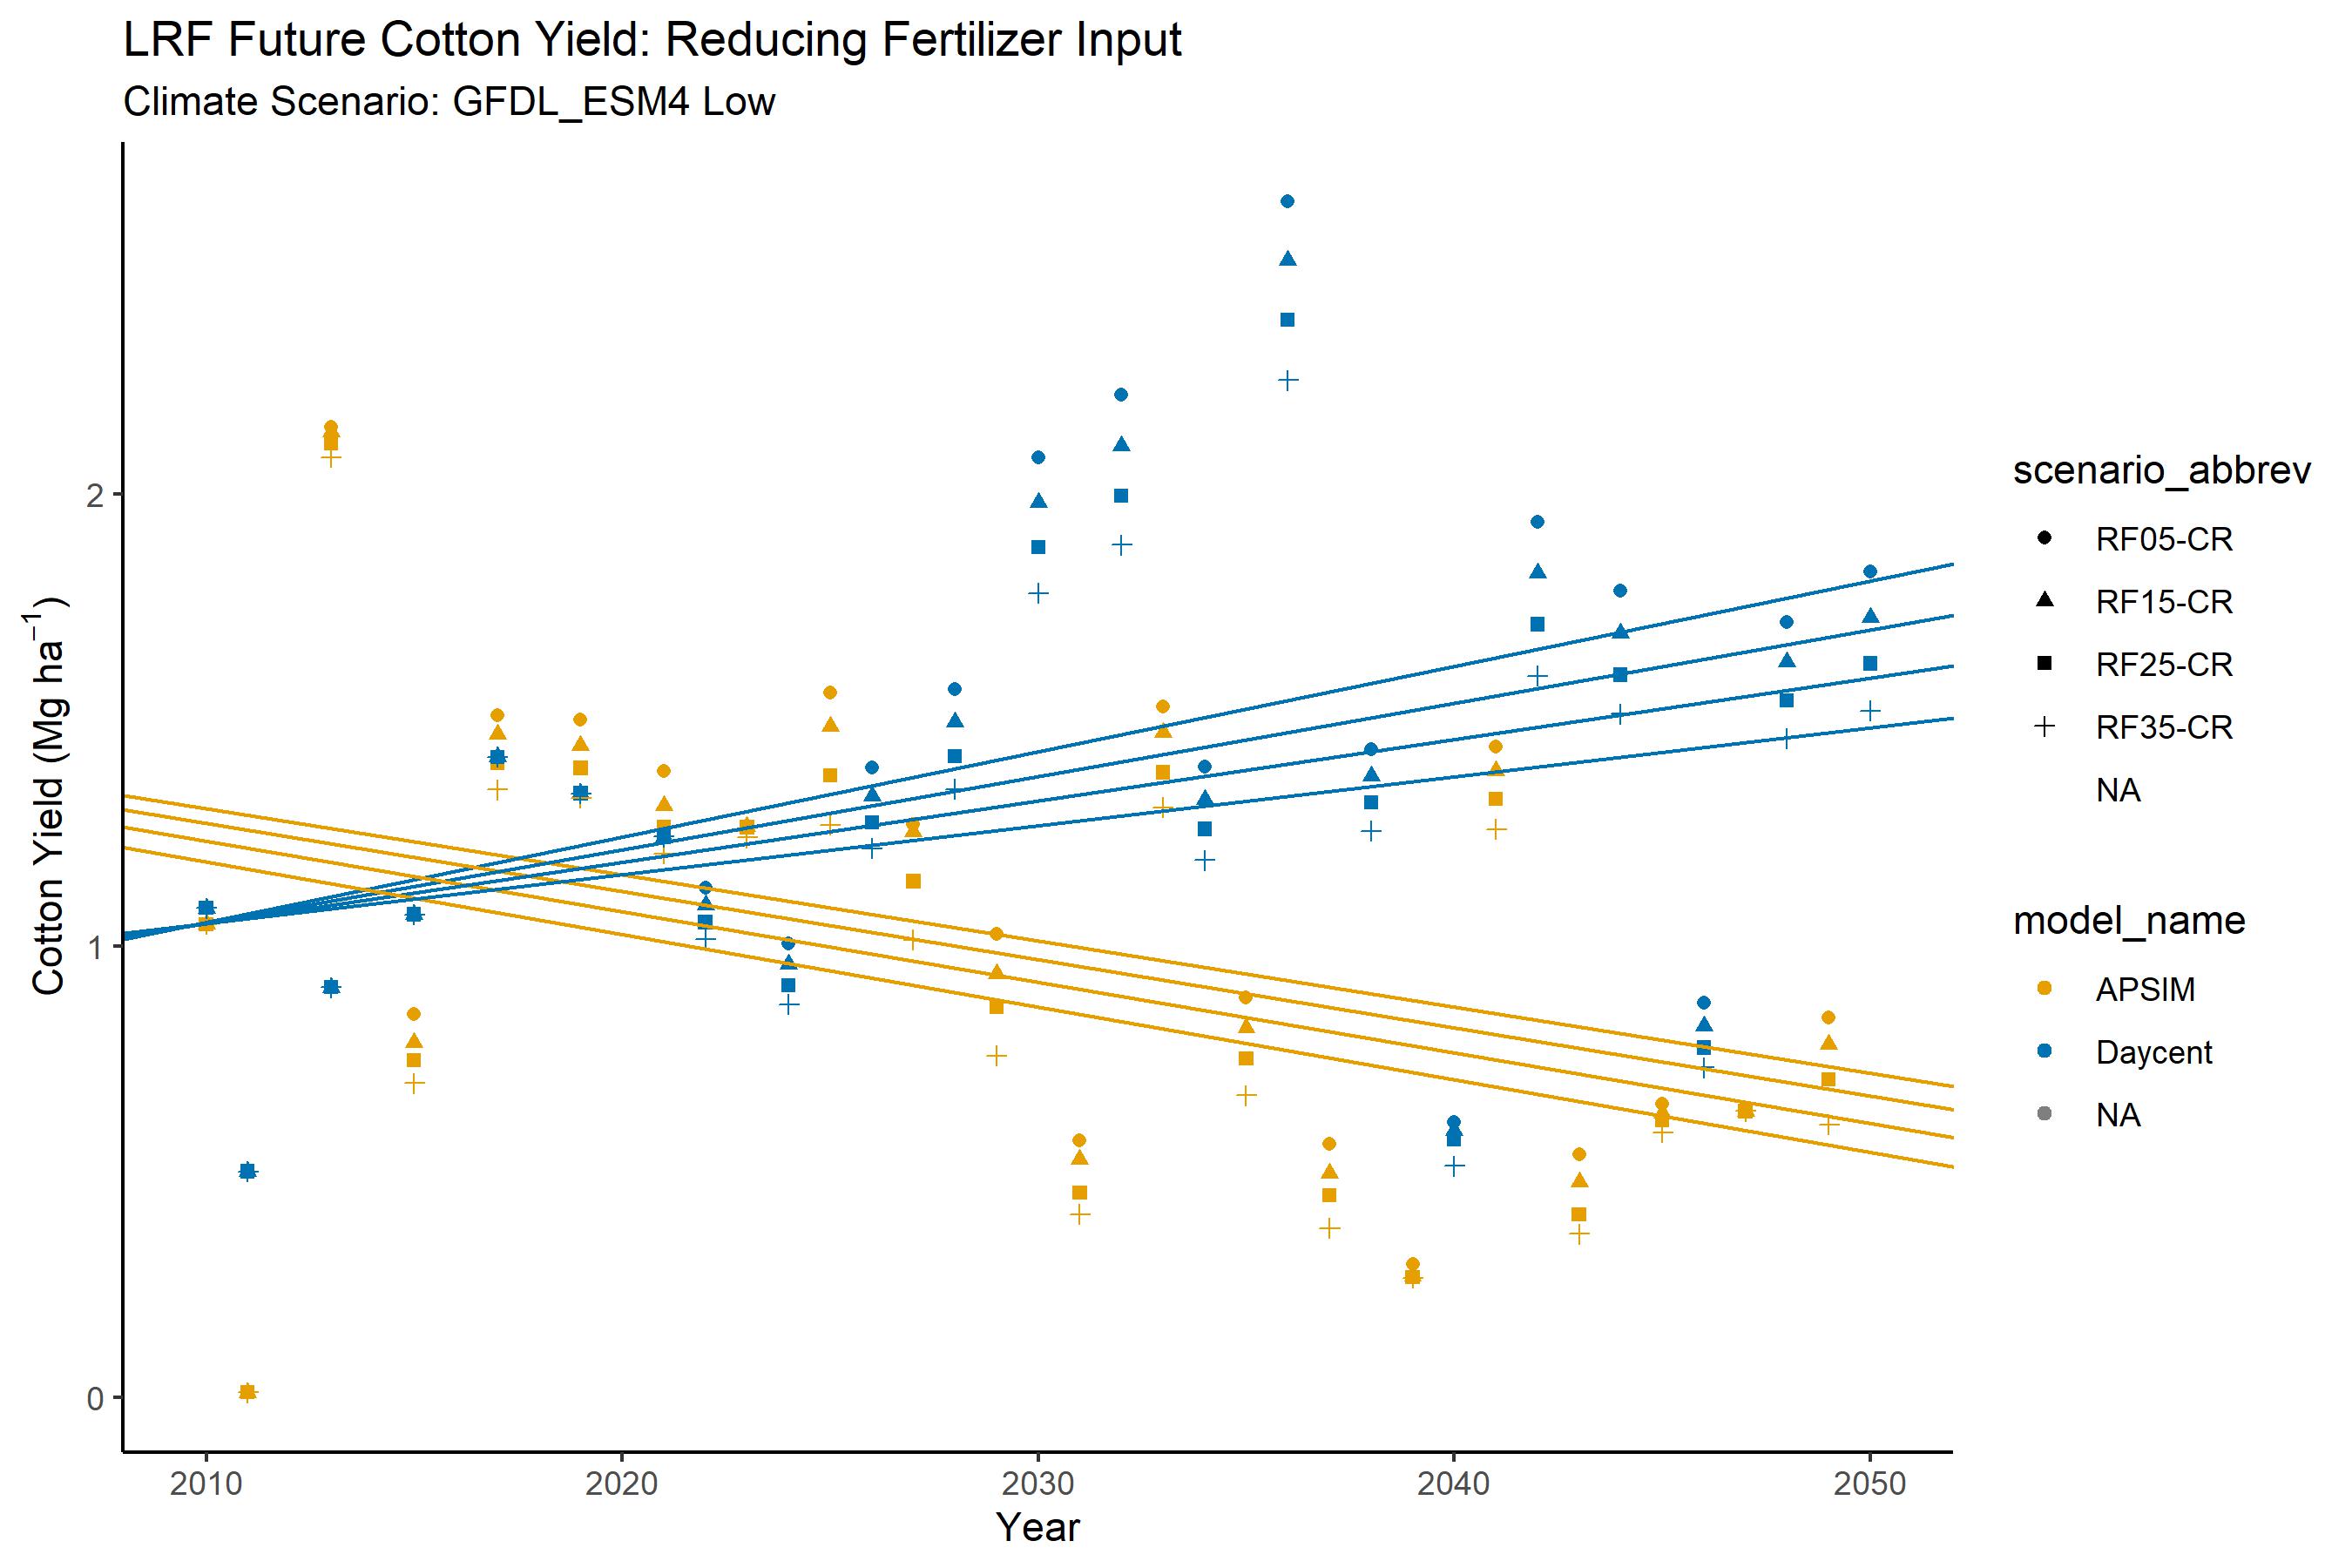 LRF Future Cotton Yield: Reducing Fertilizer Input
Climate Scenario: GFDL_ESM4 Low
Cotton Yield (Mg ha⁻¹)
2
1
0
2010
2020
2030
2040
2050
Year
scenario_abbrev
RF05-CR
RF15-CR
RF25-CR
RF35-CR
NA
model_name
APSIM
Daycent
NA